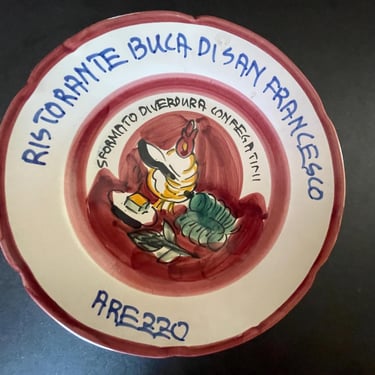 RISTORANTE BUCA DI SAN FRANCESCO
SFORMATO DI VERDURA CON FEGATINI
AREZZO